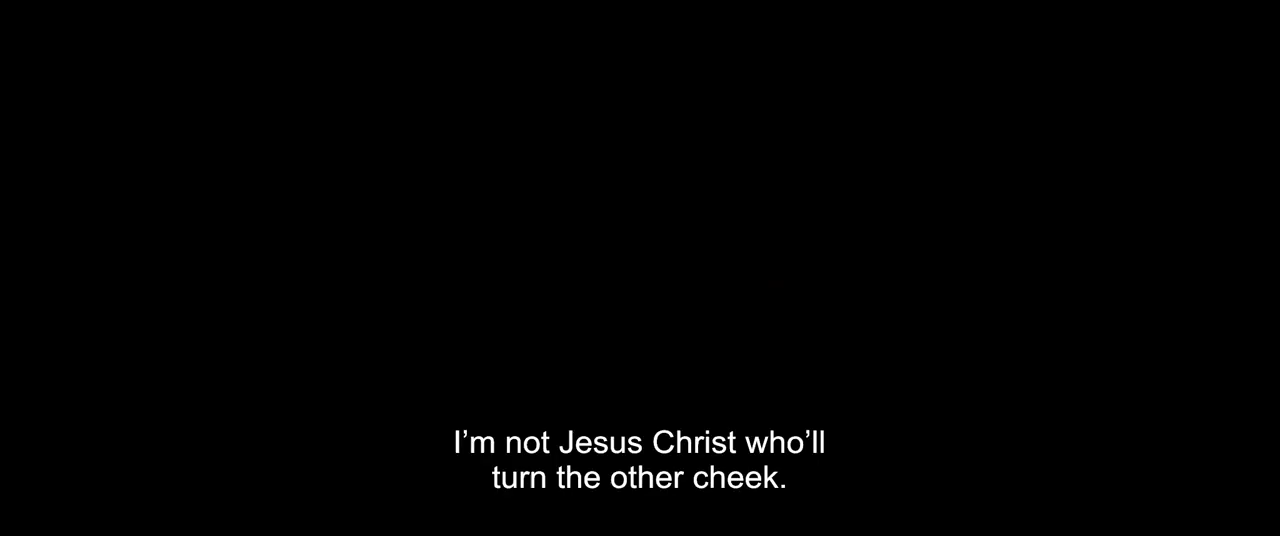 I’m not Jesus Christ who’ll
turn the other cheek.